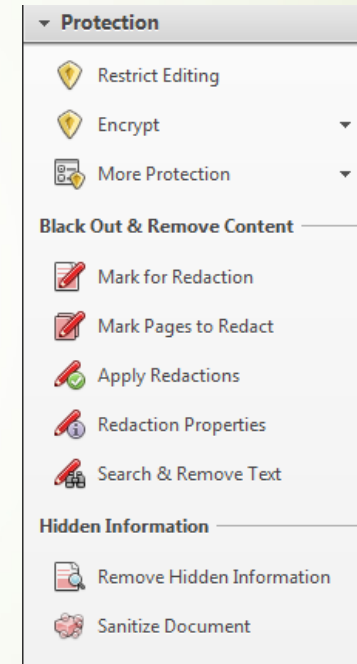 Protection
Restrict Editing
Encrypt
More Protection
Black Out & Remove Content
Mark for Redaction
Mark Pages to Redact
Apply Redactions
Redaction Properties
Search & Remove Text
Hidden Information
Remove Hidden Information
Sanitize Document